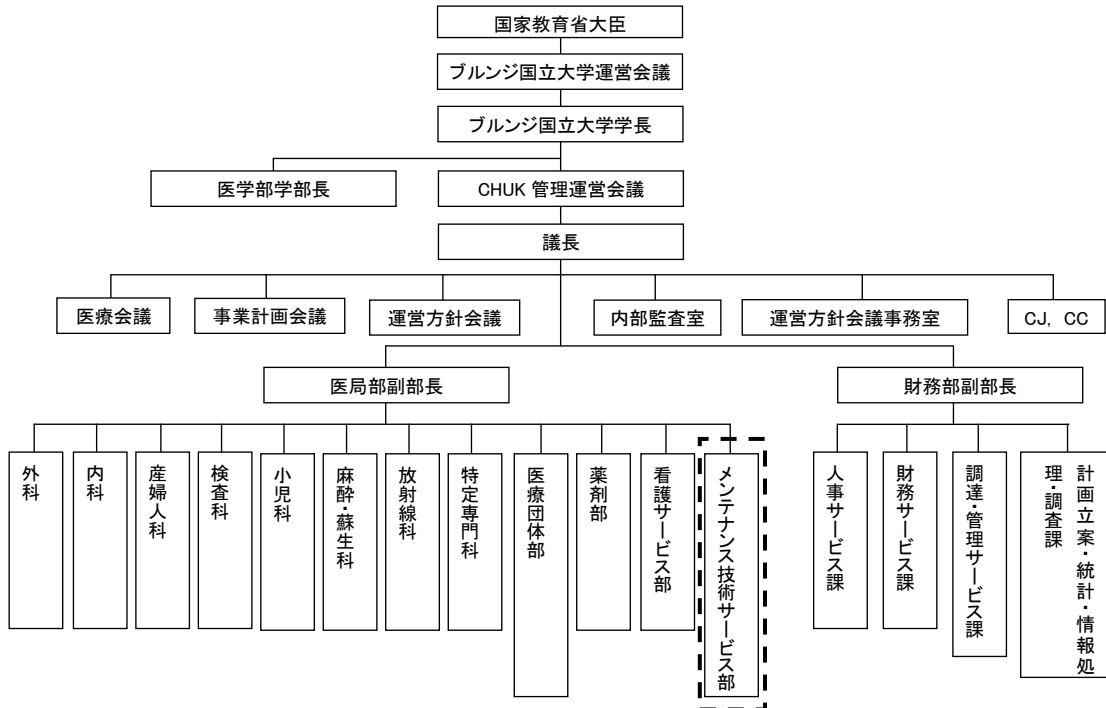 国家教育省大臣
ブルンジ国立大学運営会議
ブルンジ国立大学学長
医学部学部長
CHUK 管理運営会議
議長
医療会議
事業計画会議
運営方針会議
内部監査室
運営方針会議事務室
CJ, CC
医局部副部長
財務部副部長
外科
内科
産婦人科
検査科
小児科
麻酔・蘇生科
放射線科
特定専門科
医療団体部
薬剤部
看護サービス部
メンテナンス技術サービス部
人事サービス課
財務サービス課
調達・管理サービス課
計画立案・統計・情報処
理・調査課